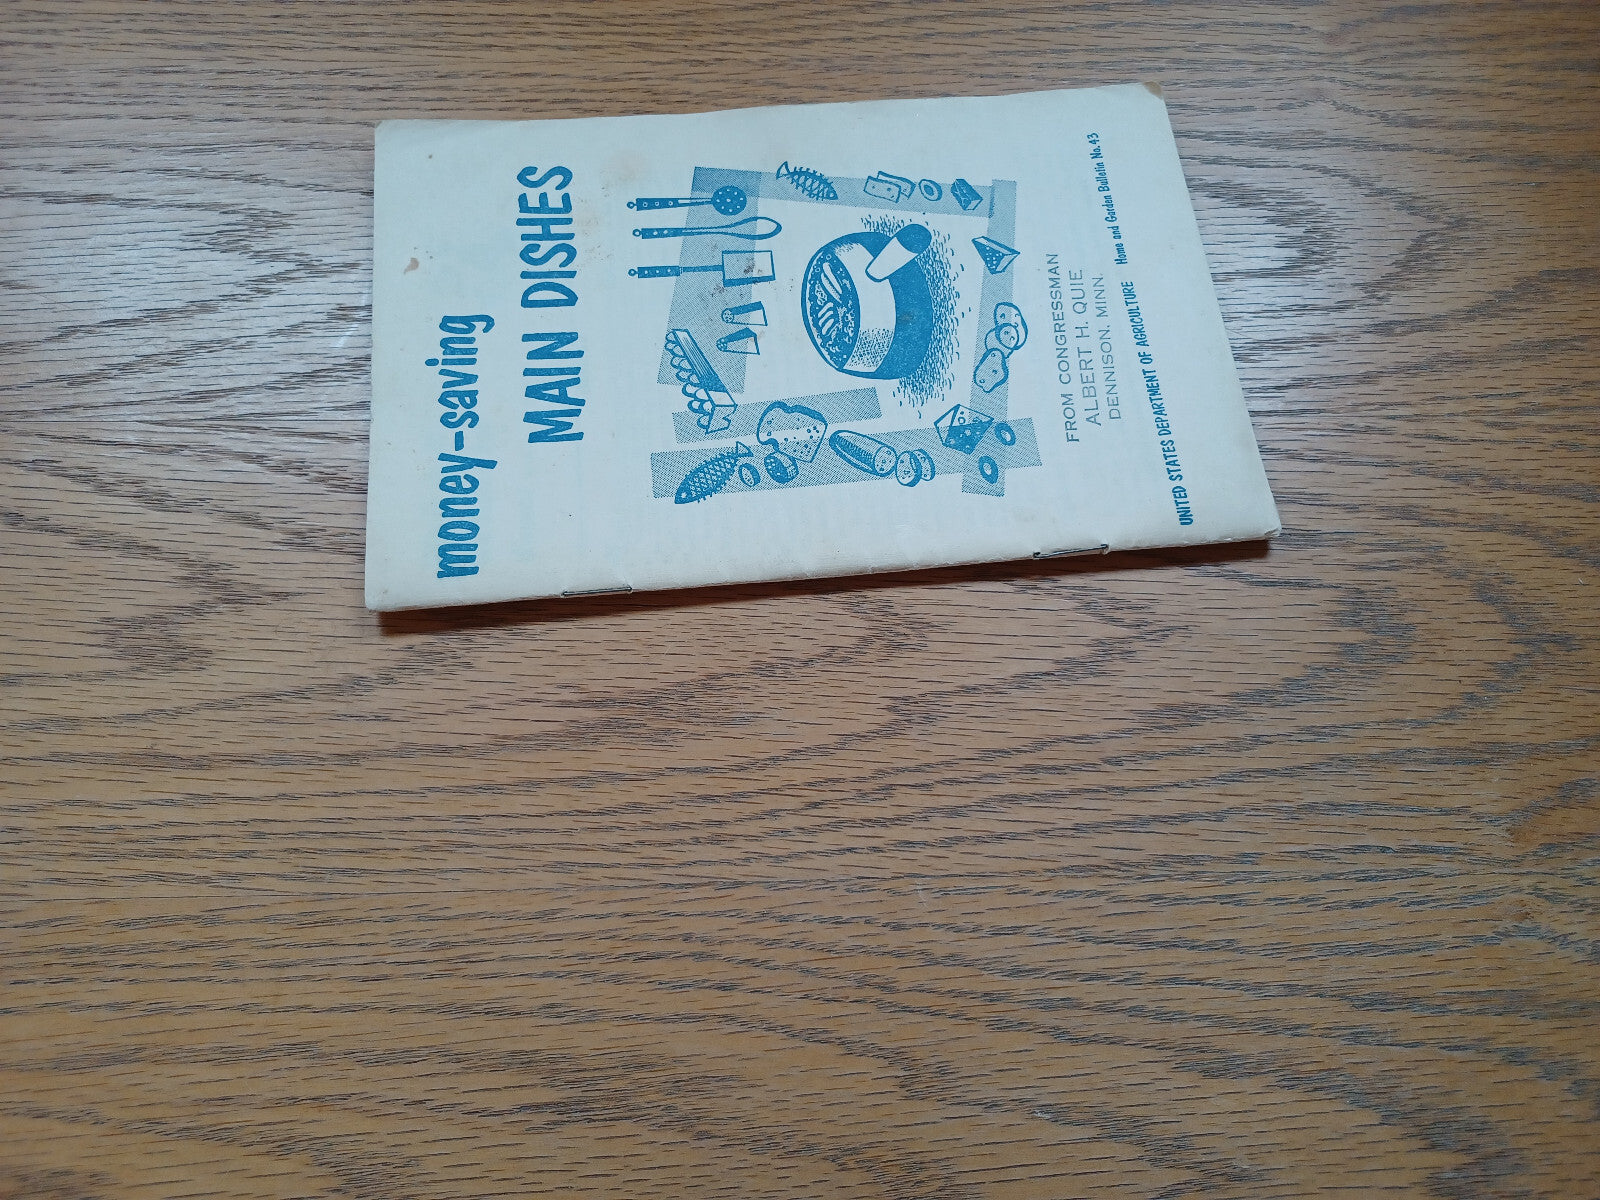 money-saving
MAIN DISHES
FROM CONGRESSMAN
ALBERT H. QUIE
DENNISON, MINN.
UNITED STATES DEPARTMENT OF AGRICULTURE Home and Garden Bulletin No. 43